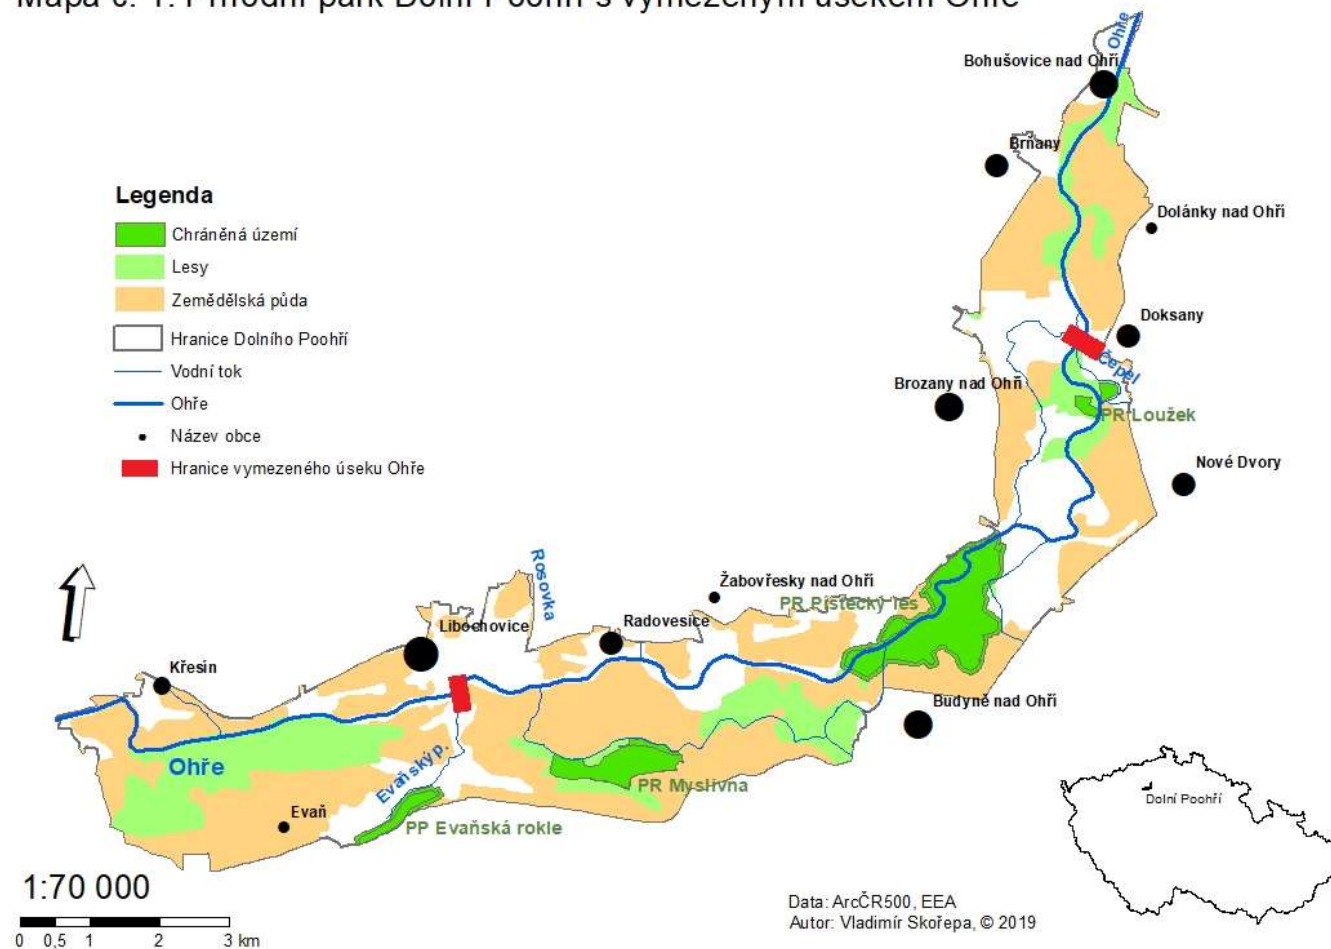 Mapa č. 1: Přírodní park Dolní Poohří s vymezeným úsekem Ohře
Ohře
Bohušovice nad Ohří
Brňany
Legenda
Chráněná území
Lesy
Zemědělská půda
Hranice Dolního Poohří
Vodní tok
Ohře
Název obce
Hranice vymezeného úseku Ohře
Dolánky nad Ohří
Doksany
Čepel
Brozany nad Ohří
PR Loužek
Nové Dvory
Rosovka
Žabovřesky nad Ohří
PR Pístecký les
Libochovice
Radovesice
Křesín
Budyně nad Ohří
Ohře
Evaňský p.
PR Myslivna
Evaň
PP Evaňská rokle
Dolní Poohří
1:70 000
0 0,5 1 2 3 km
Data: ArcČR500, EEA
Autor: Vladimír Skořepa, © 2019